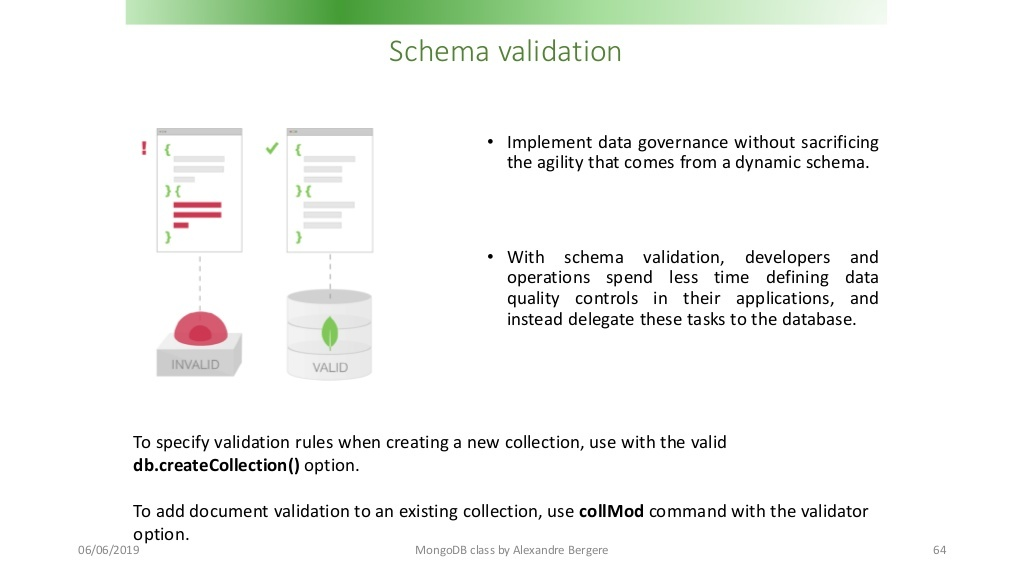 Schema validation
! { ✓ {
} { } {
} }
INVALID
VALID
• Implement data governance without sacrificing
the agility that comes from a dynamic schema.
• With schema validation, developers and
operations spend less time defining data
quality controls in their applications, and
instead delegate these tasks to the database.
To specify validation rules when creating a new collection, use with the valid
db.createCollection() option.
To add document validation to an existing collection, use collMod command with the validator
option.
06/06/2019
MongoDB class by Alexandre Bergere
64